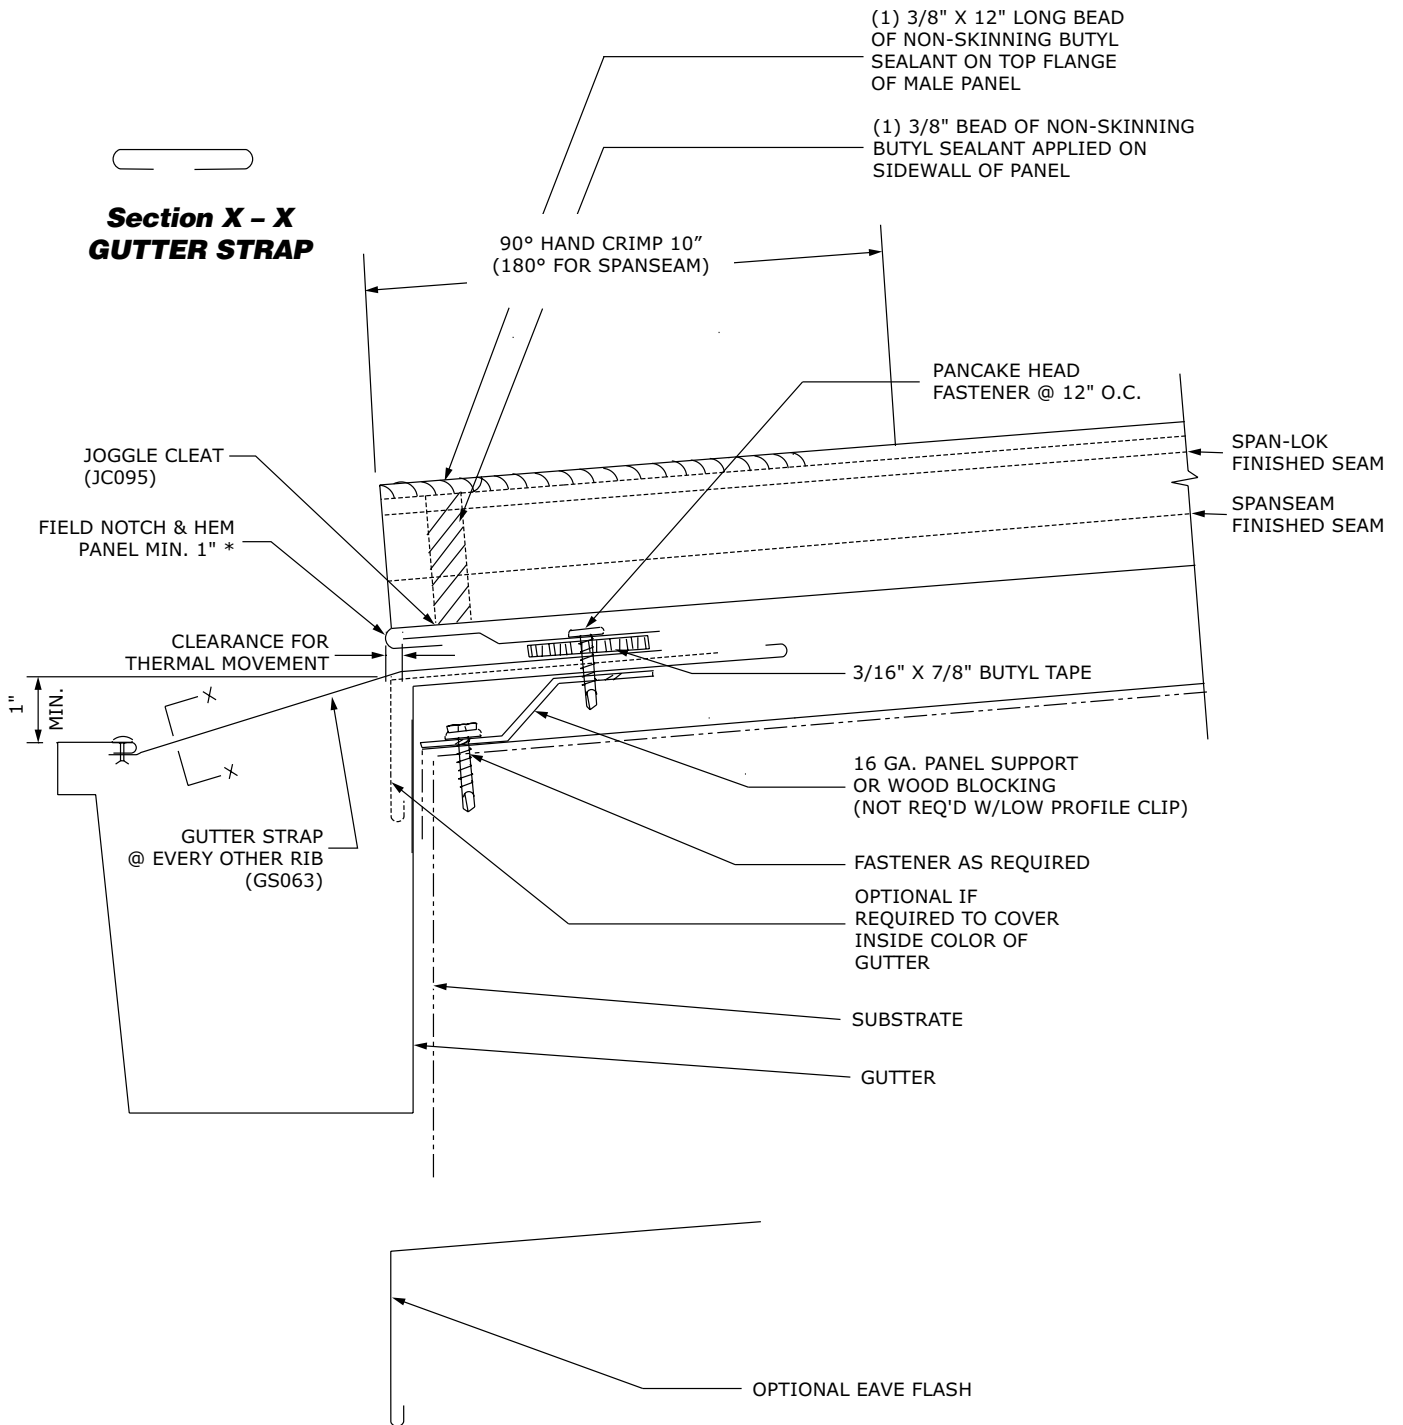 (1) 3/8" X 12" LONG BEAD
OF NON-SKINNING BUTYL
SEALANT ON TOP FLANGE
OF MALE PANEL
(1) 3/8" BEAD OF NON-SKINNING
BUTYL SEALANT APPLIED ON
SIDEWALL OF PANEL
Section X – X
GUTTER STRAP
90° HAND CRIMP 10″
(180° FOR SPANSEAM)
PANCAKE HEAD
FASTENER @ 12" O.C.
JOGGLE CLEAT
(JC095)
SPAN-LOK
FINISHED SEAM
SPANSEAM
FINISHED SEAM
FIELD NOTCH & HEM
PANEL MIN. 1" *
CLEARANCE FOR
THERMAL MOVEMENT
3/16" X 7/8" BUTYL TAPE
1"
MIN.
X
X
16 GA. PANEL SUPPORT
OR WOOD BLOCKING
(NOT REQ'D W/LOW PROFILE CLIP)
GUTTER STRAP
@ EVERY OTHER RIB
(GS063)
FASTENER AS REQUIRED
OPTIONAL IF
REQUIRED TO COVER
INSIDE COLOR OF
GUTTER
SUBSTRATE
GUTTER
OPTIONAL EAVE FLASH